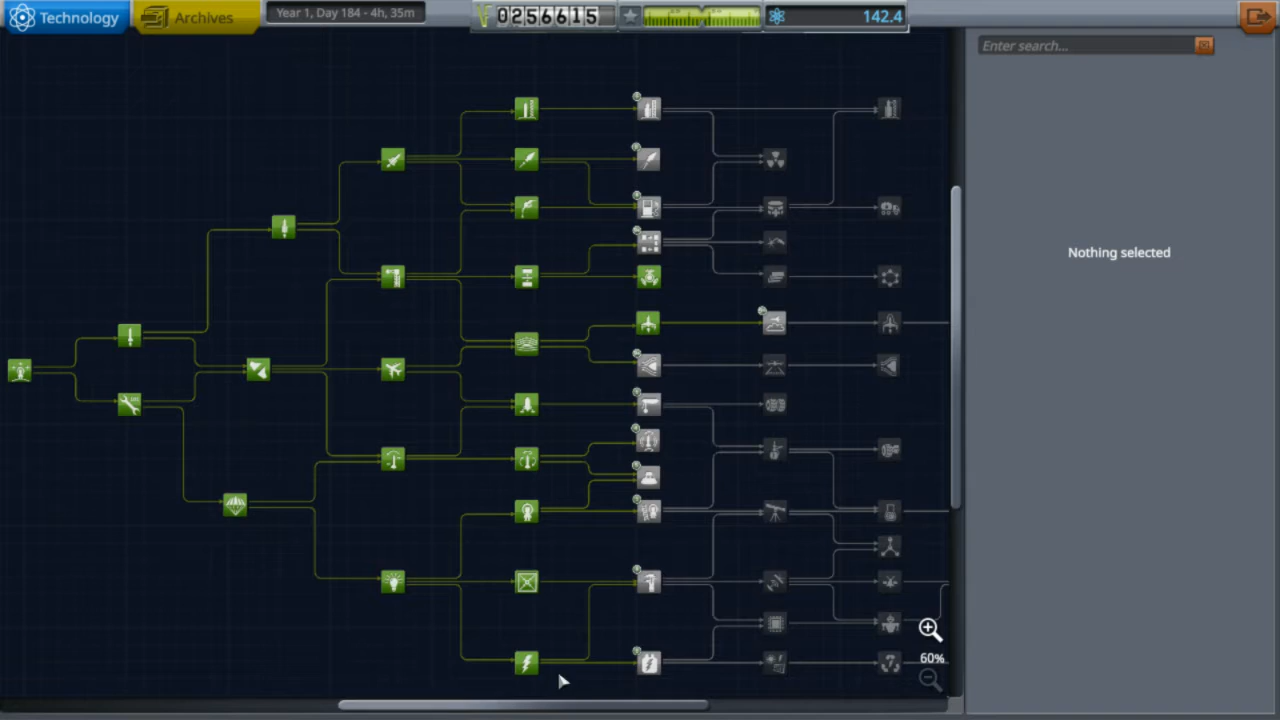 Technology
Archives
Year 1, Day 184 - 4h, 35m
0256615
142.4
Enter search...
Nothing selected
60%